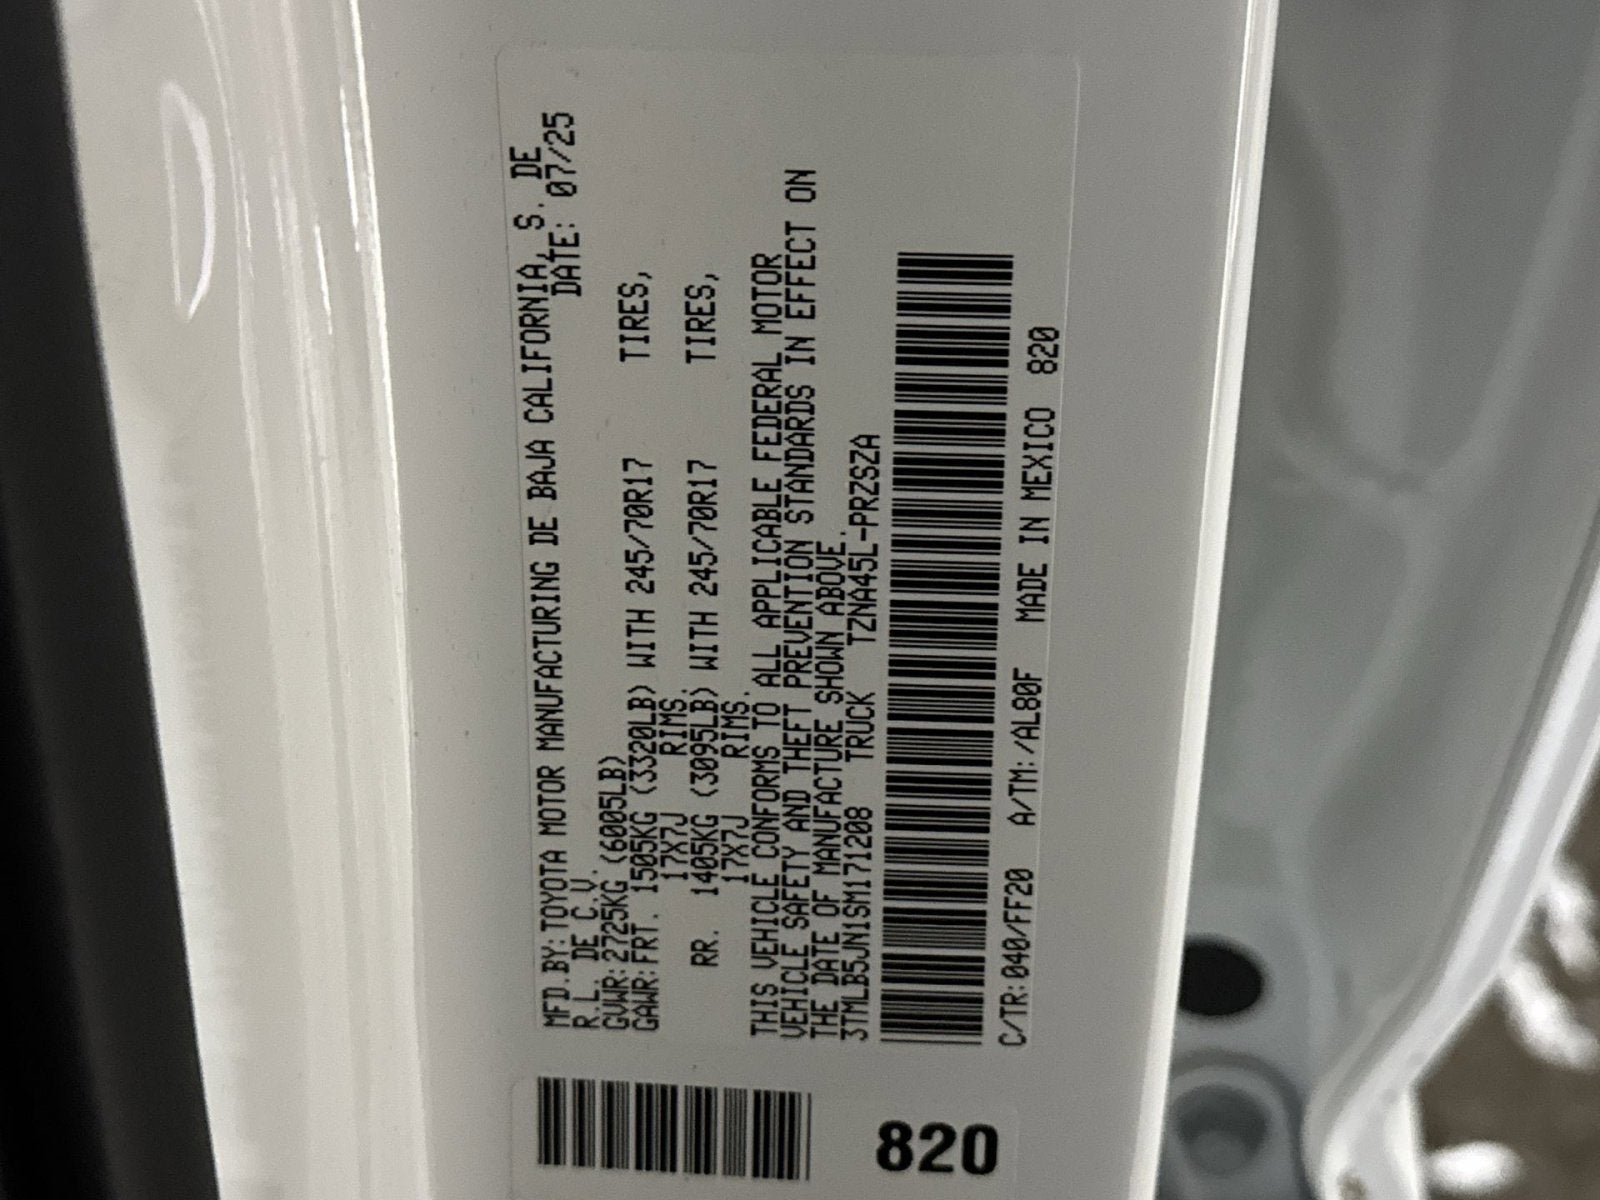 MFD.BY:TOYOTA MOTOR MANUFACTURING DE BAJA CALIFORNIA, S. DE
R.L. DE C.V. DATE: 07/25
GVWR:2725KG (6005LB)
GAWR:FRT. 1505KG (3320LB) WITH 245/70R17 TIRES,
17X7J RIMS.
RR. 1405KG (3095LB) WITH 245/70R17 TIRES,
17X7J RIMS.
THIS VEHICLE CONFORMS TO ALL APPLICABLE FEDERAL MOTOR
VEHICLE SAFETY AND THEFT PREVENTION STANDARDS IN EFFECT ON
THE DATE OF MANUFACTURE SHOWN ABOVE.
3TMLB5JN1SM171208 TRUCK TZNA45L-PRZSZA
C/TR:040/FF20 A/TM:/AL80F MADE IN MEXICO 820
820